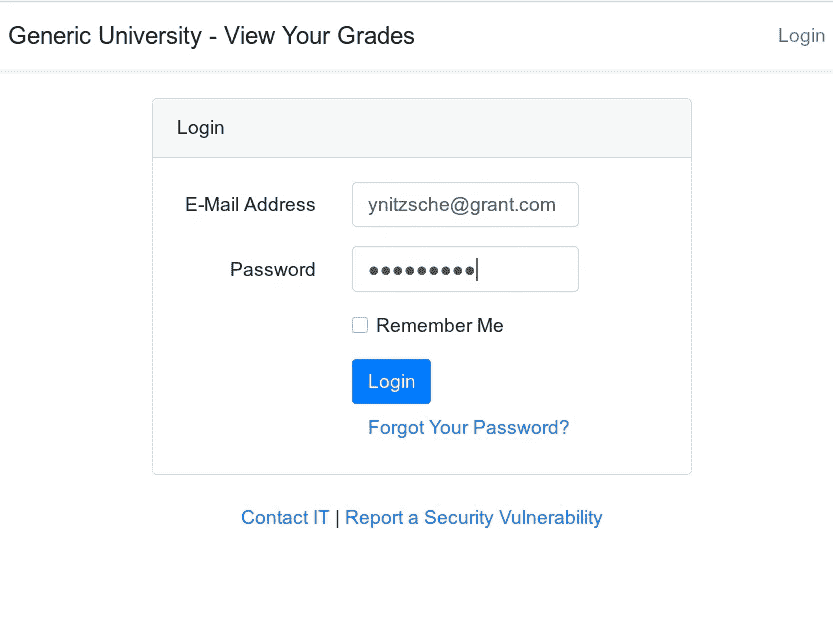 Generic University - View Your Grades
Login
Login
E-Mail Address
ynitzsche@grant.com
Password
●●●●●●●●●
Remember Me
Login
Forgot Your Password?
Contact IT | Report a Security Vulnerability